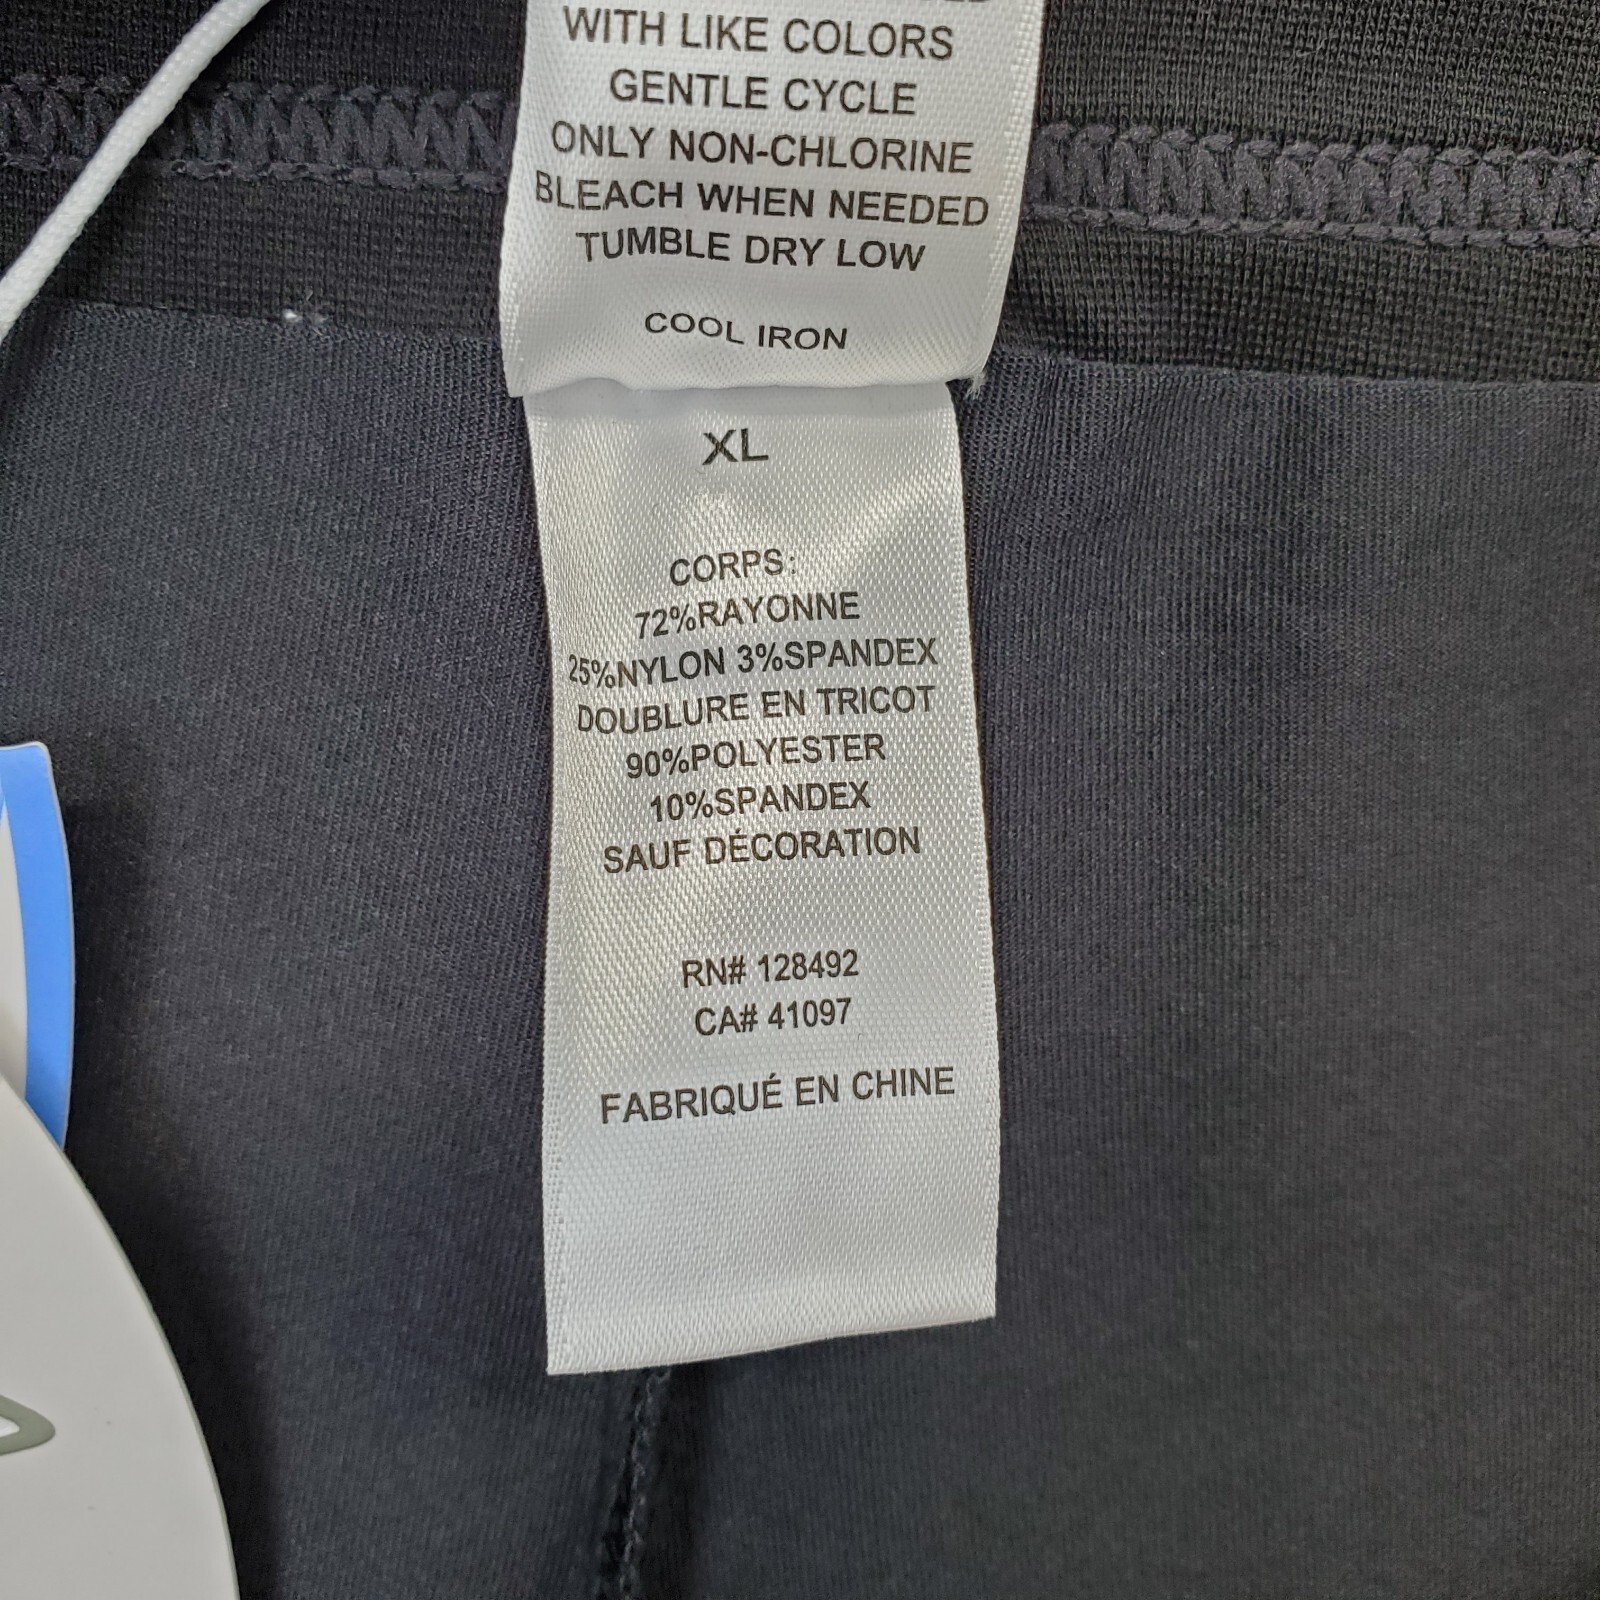 WITH LIKE COLORS
GENTLE CYCLE
ONLY NON-CHLORINE
BLEACH WHEN NEEDED
TUMBLE DRY LOW
COOL IRON
XL
CORPS:
72%RAYONNE
25%NYLON 3%SPANDEX
DOUBLURE EN TRICOT
90%POLYESTER
10%SPANDEX
SAUF DÉCORATION
RN# 128492
CA# 41097
FABRIQUÉ EN CHINE